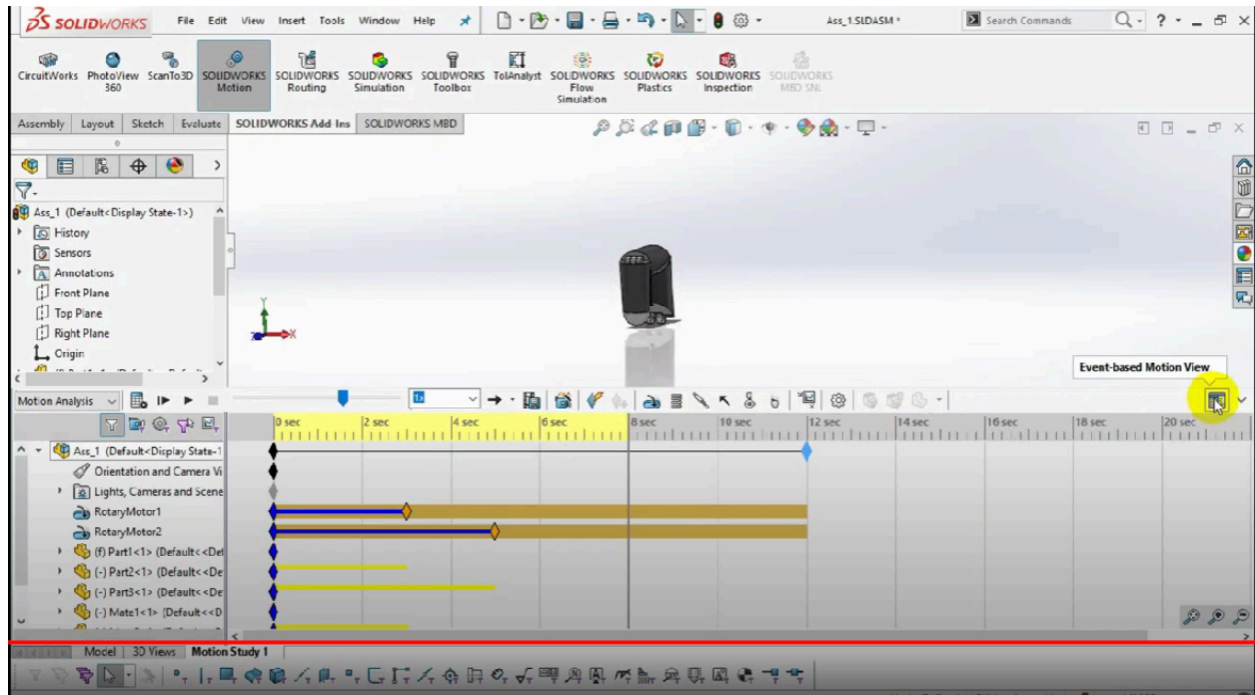 SOLIDWORKS File Edit View Insert Tools Window Help Ass_1.SLDASM * Search Commands
CircuitWorks PhotoView 360 ScanTo3D SOLIDWORKS Motion SOLIDWORKS Routing SOLIDWORKS Simulation SOLIDWORKS Toolbox TolAnalyst SOLIDWORKS Flow Simulation SOLIDWORKS Plastics SOLIDWORKS Inspection SOLIDWORKS MBD SNL
Assembly Layout Sketch Evaluate SOLIDWORKS Add-Ins SOLIDWORKS MBD
Ass_1 (Default<Display State-1>)
History
Sensors
Annotations
Front Plane
Top Plane
Right Plane
Origin
Y
X
Event-based Motion View
Motion Analysis 1x
0 sec 2 sec 4 sec 6 sec 8 sec 10 sec 12 sec 14 sec 16 sec 18 sec 20 sec
Ass_1 (Default<Display State-1
Orientation and Camera Vi
Lights, Cameras and Scene
RotaryMotor1
RotaryMotor2
(f) Part1<1> (Default<<Def
(-) Part2<1> (Default<<De
(-) Part3<1> (Default<<De
(-) Mate1<1> (Default<<D
Model 3D Views Motion Study 1